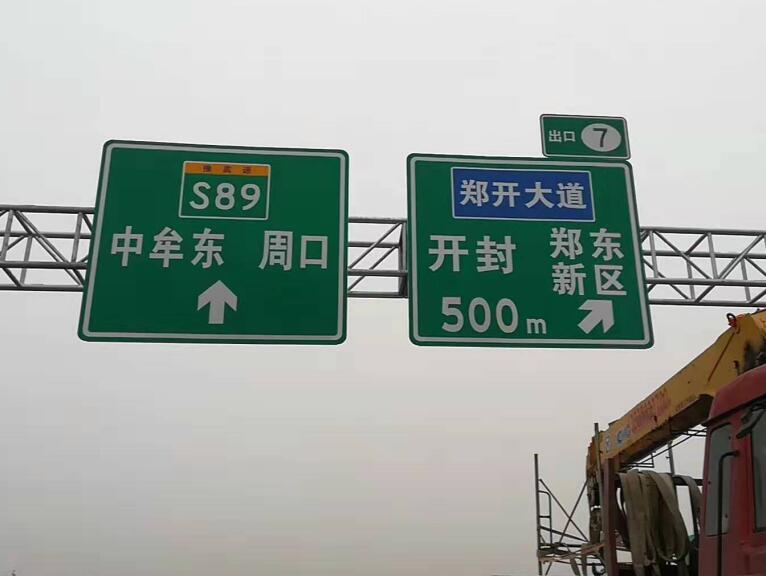 豫高速
S89
中牟东 周口
出口 7
郑开大道
开封 郑东新区
500m